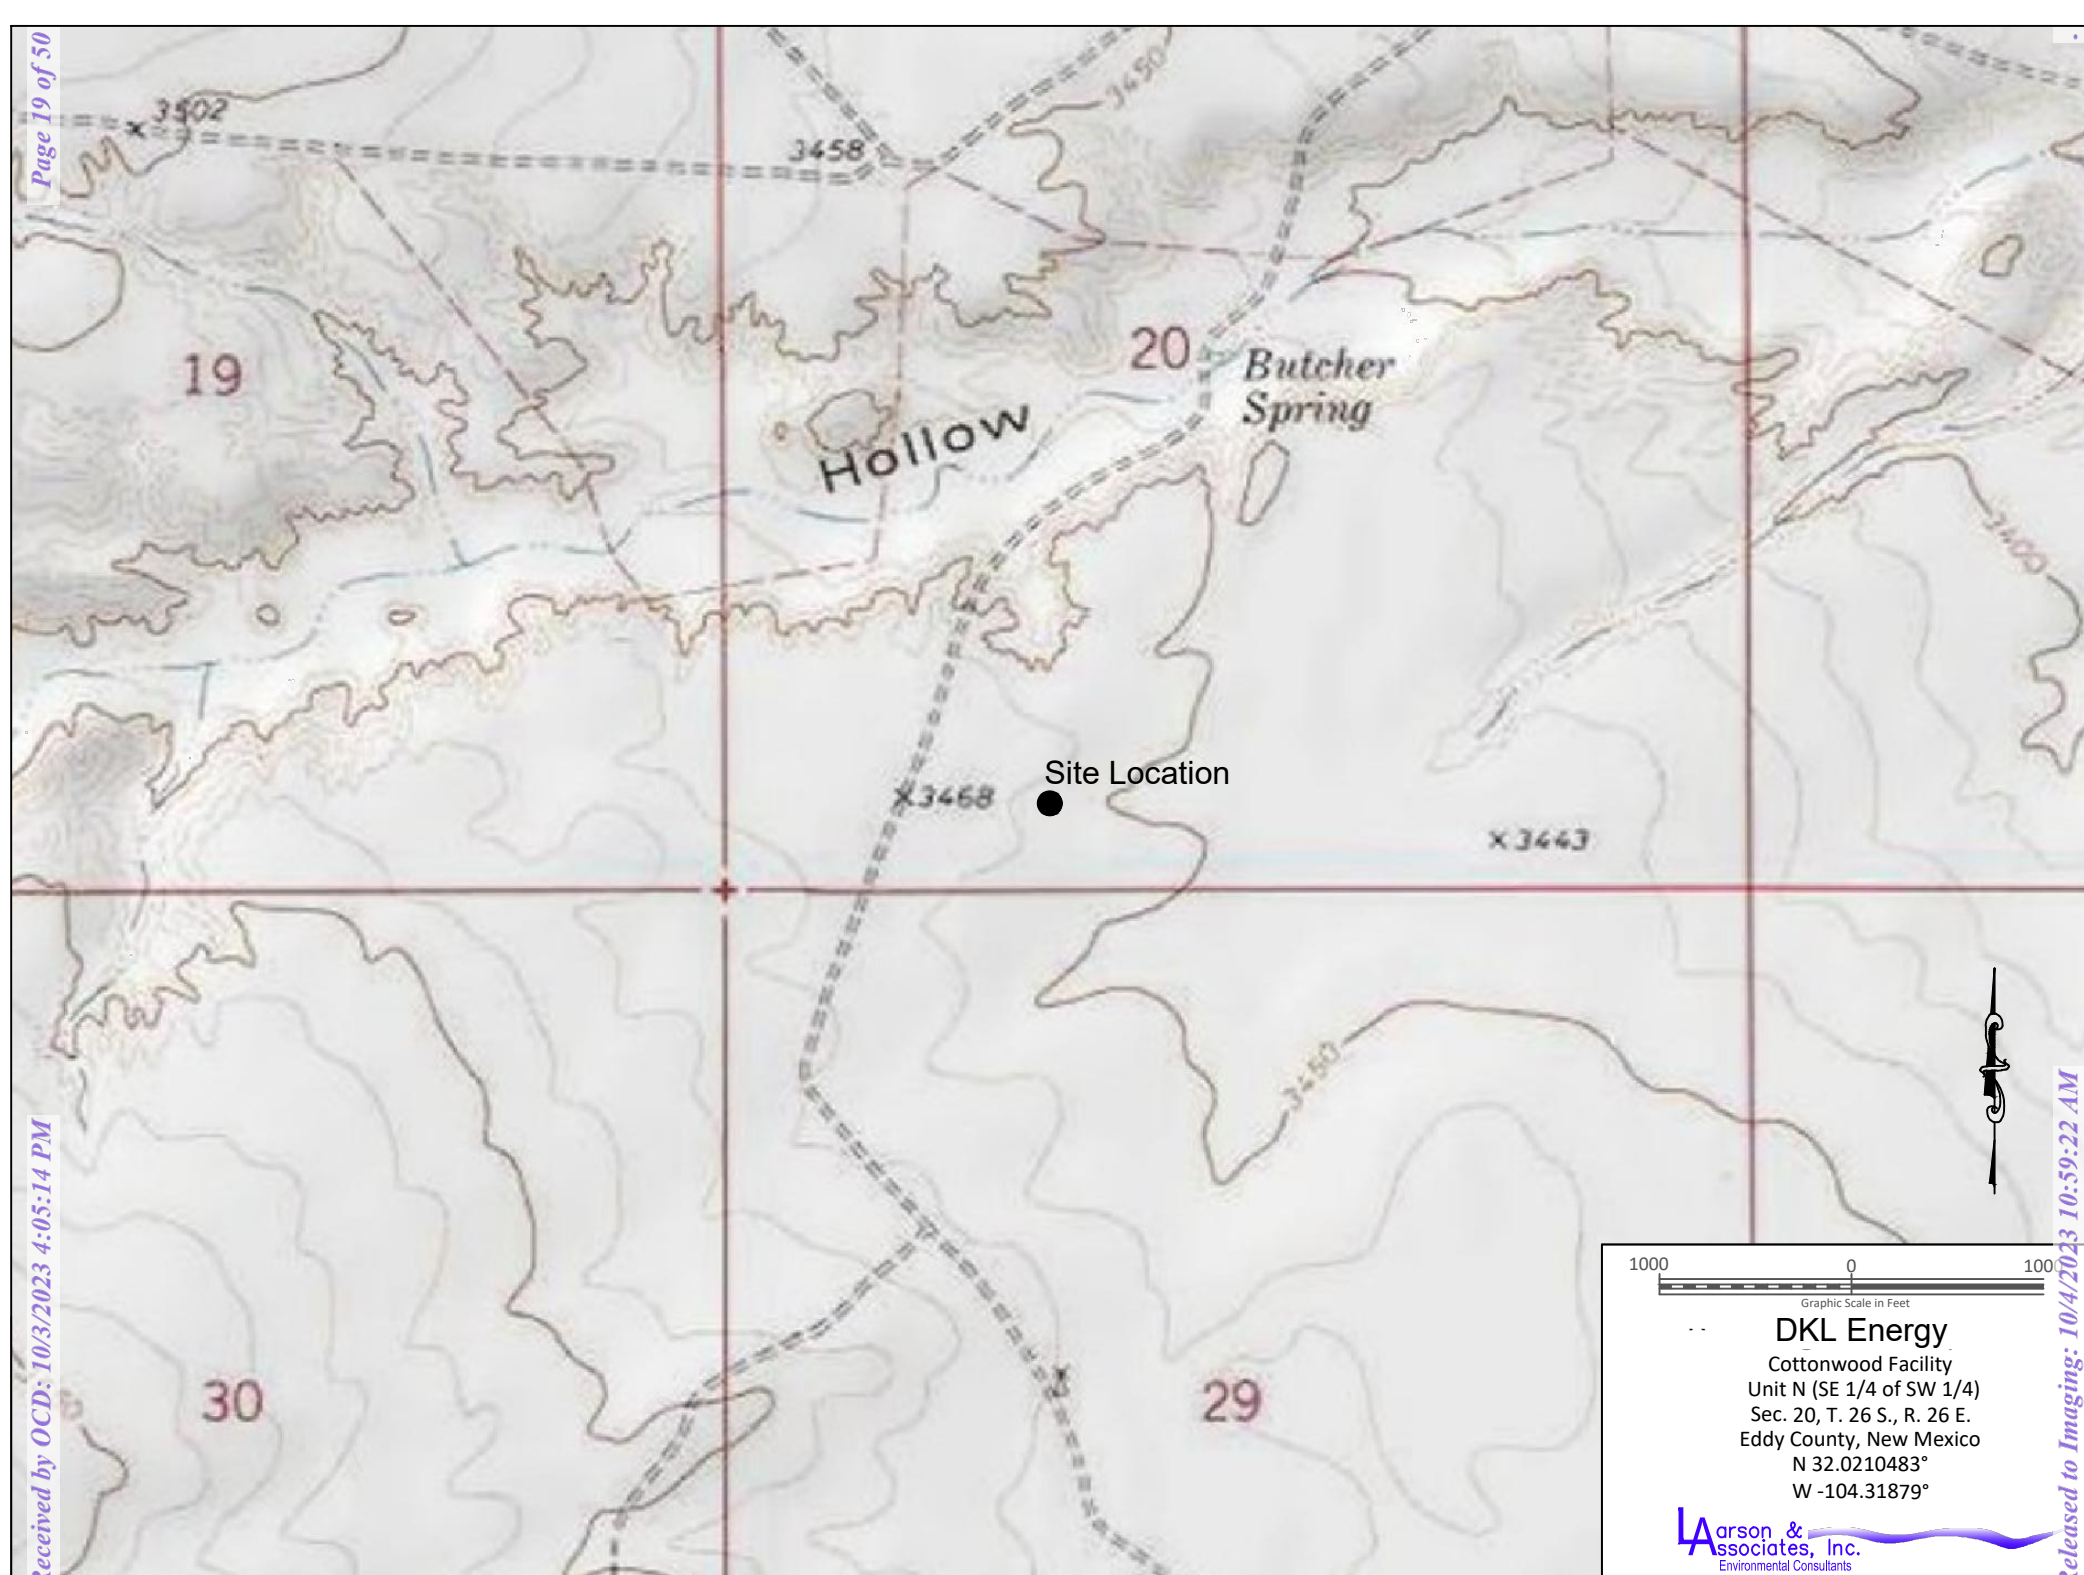 Page 19 of 50
3502
3458
3450
19
20
Butcher
Spring
Hollow
3400
Site Location
3468
3443
3450
30
29
1000 0 100
Graphic Scale in Feet
DKL Energy
Cottonwood Facility
Unit N (SE 1/4 of SW 1/4)
Sec. 20, T. 26 S., R. 26 E.
Eddy County, New Mexico
N 32.0210483°
W -104.31879°
Larson &
Associates, Inc.
Environmental Consultants
Received by OCD: 10/3/2023 4:05:14 PM
Released to Imaging: 10/4/2023 10:59:22 AM